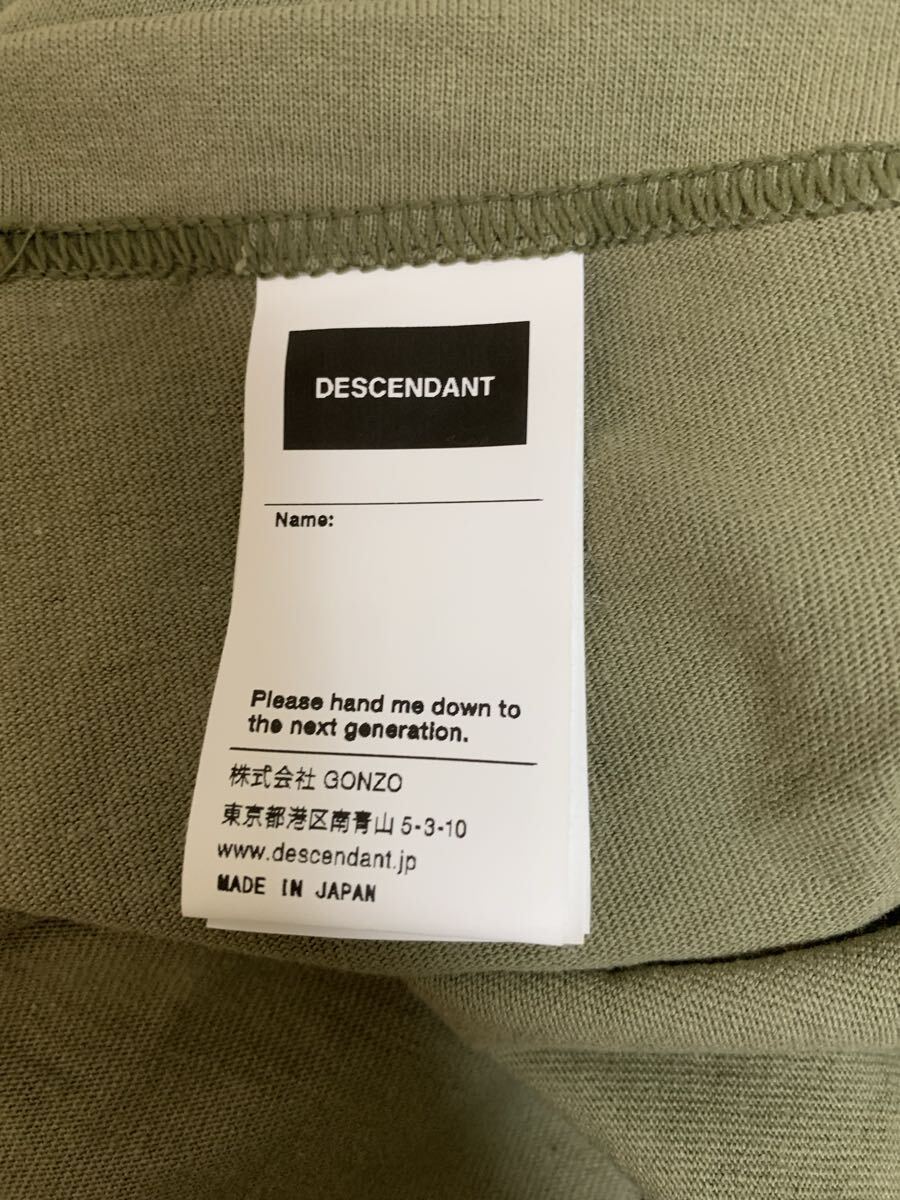 DESCENDANT
Name:
Please hand me down to
the next generation.
株式会社 GONZO
東京都港区南青山 5-3-10
www.descendant.jp
MADE IN JAPAN